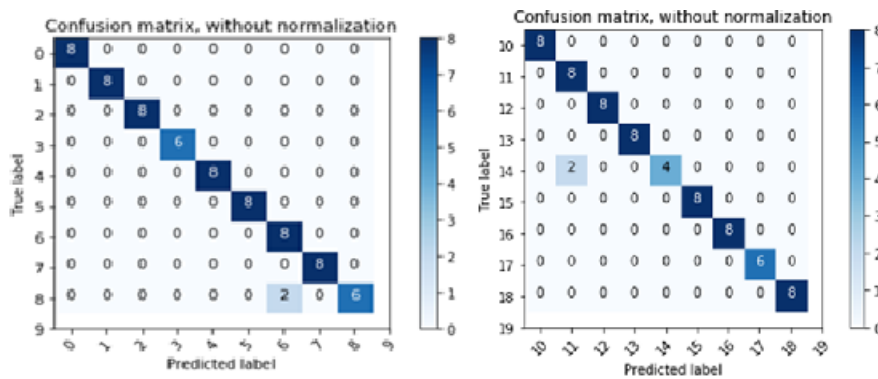 Confusion matrix, without normalization
0 8 0 0 0 0 0 0 0 0
1 0 8 0 0 0 0 0 0 0
2 0 0 8 0 0 0 0 0 0
3 0 0 0 6 0 0 0 0 0
4 0 0 0 0 8 0 0 0 0
5 0 0 0 0 0 8 0 0 0
6 0 0 0 0 0 0 8 0 0
7 0 0 0 0 0 0 0 8 0
8 0 0 0 0 0 0 2 0 6
9
0 1 2 3 4 5 6 7 8 9
True label
Predicted label
8
7
6
5
4
3
2
1
0
Confusion matrix, without normalization
10 8 0 0 0 0 0 0 0 0
11 0 8 0 0 0 0 0 0 0
12 0 0 8 0 0 0 0 0 0
13 0 0 0 8 0 0 0 0 0
14 0 2 0 0 4 0 0 0 0
15 0 0 0 0 0 8 0 0 0
16 0 0 0 0 0 0 8 0 0
17 0 0 0 0 0 0 0 6 0
18 0 0 0 0 0 0 0 0 8
19
10 11 12 13 14 15 16 17 18 19
True label
Predicted label
8
7
6
5
4
3
2
1
0